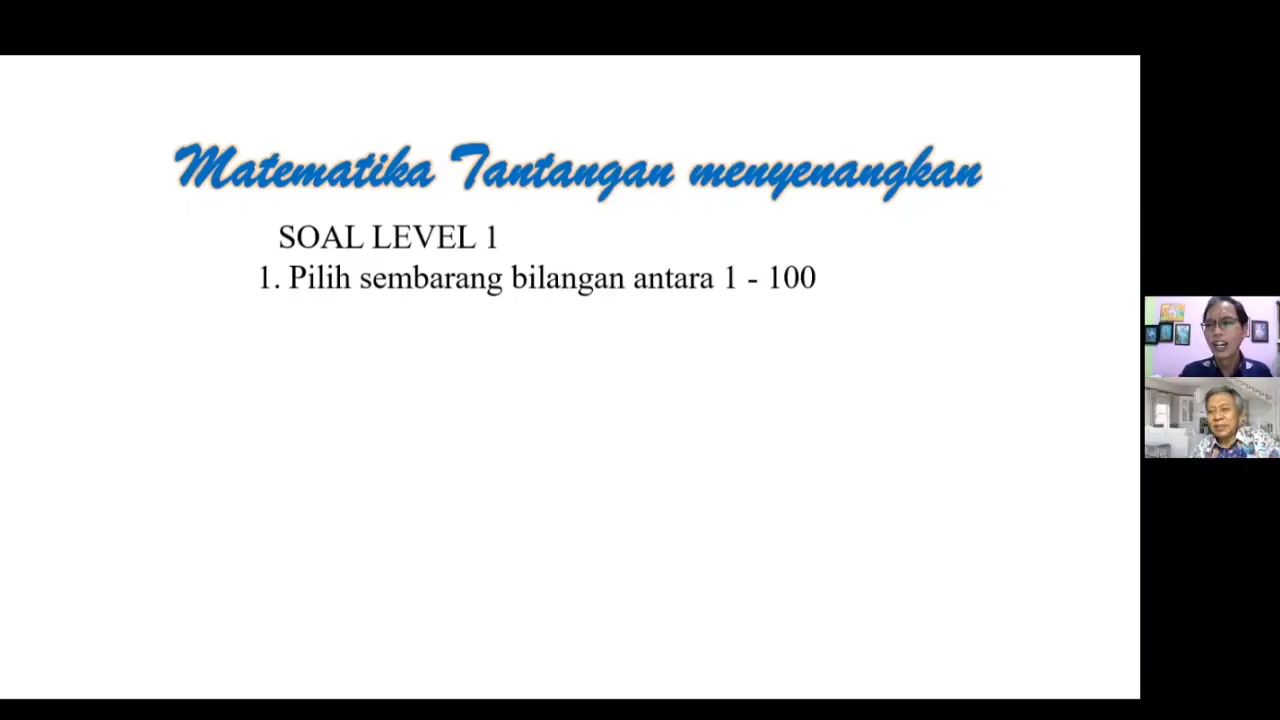 Matematika Tantangan menyenangkan
SOAL LEVEL 1
1. Pilih sembarang bilangan antara 1 - 100